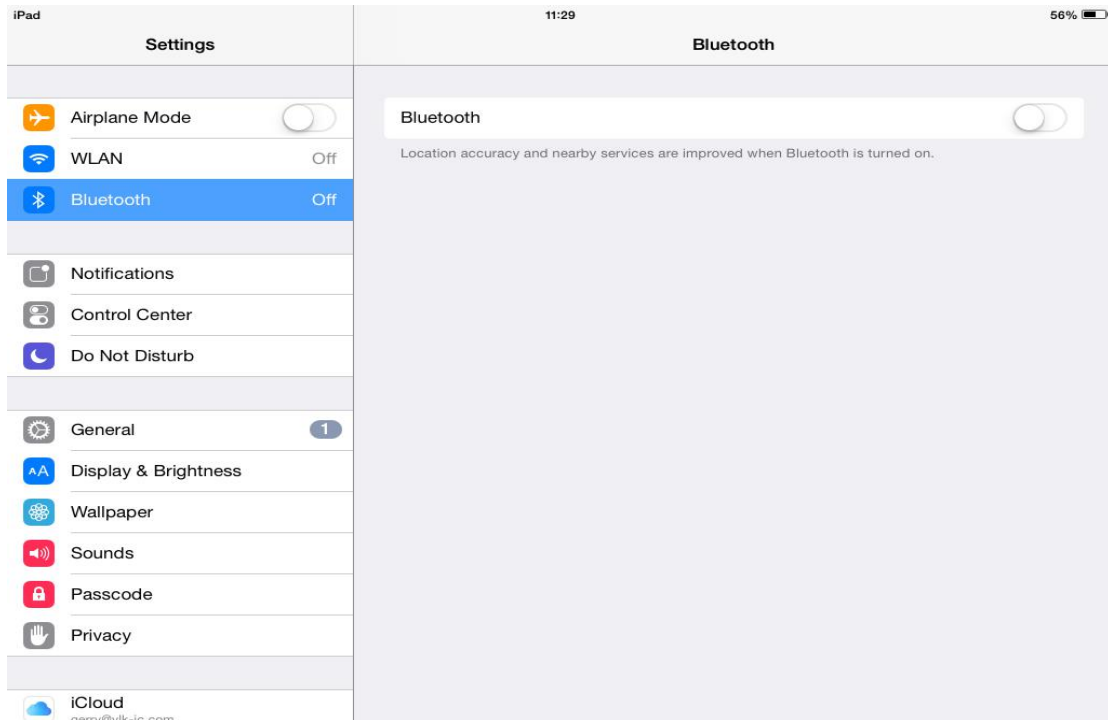 iPad 11:29 56%
Settings
Bluetooth
Airplane Mode
WLAN Off
Bluetooth Off
Notifications
Control Center
Do Not Disturb
General 1
Display & Brightness
Wallpaper
Sounds
Passcode
Privacy
iCloud
Bluetooth
Location accuracy and nearby services are improved when Bluetooth is turned on.